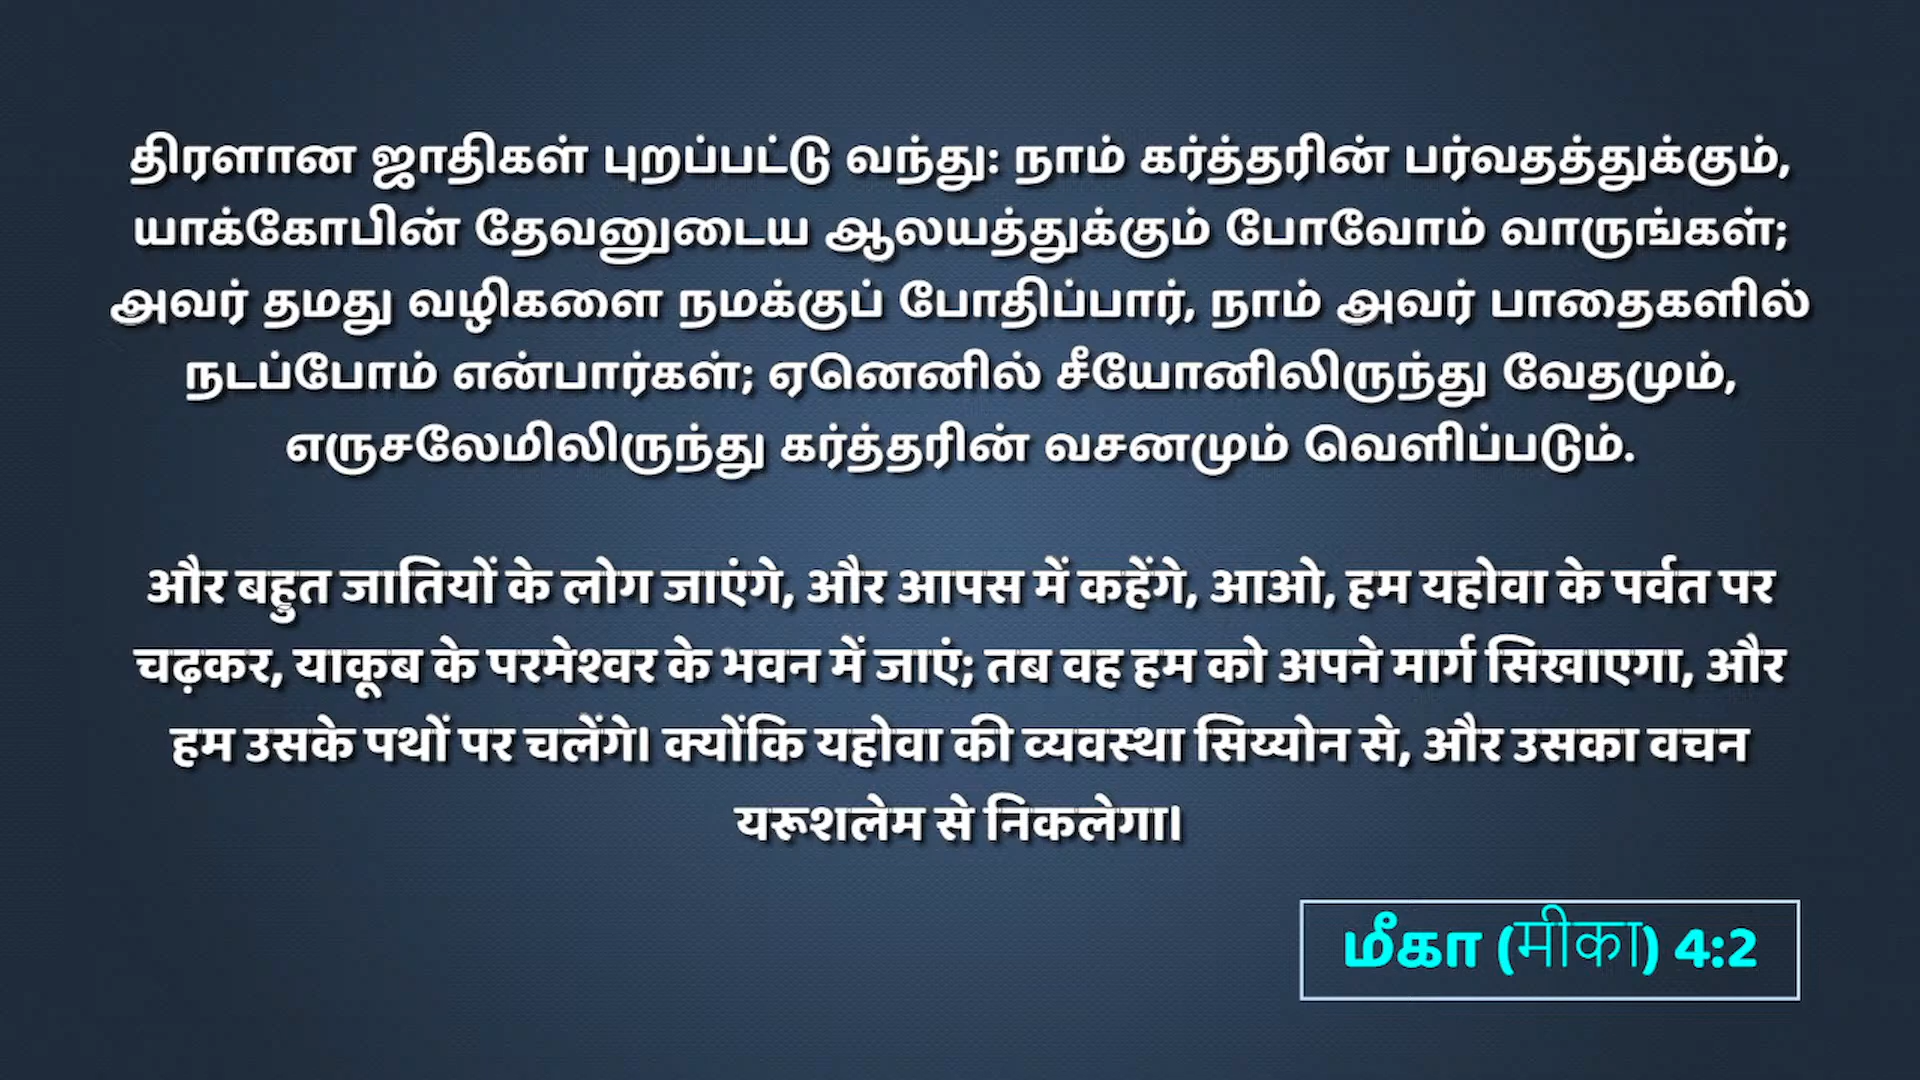 திரளான ஜாதிகள் புறப்பட்டு வந்து: நாம் கர்த்தரின் பர்வதத்துக்கும்,
யாக்கோபின் தேவனுடைய ஆலயத்துக்கும் போவோம் வாருங்கள்;
அவர் தமது வழிகளை நமக்குப் போதிப்பார், நாம் அவர் பாதைகளில்
நடப்போம் என்பார்கள்; ஏனெனில் சீயோனிலிருந்து வேதமும்,
எருசலேமிலிருந்து கர்த்தரின் வசனமும் வெளிப்படும்.
और बहुत जातियों के लोग जाएंगे, और आपस में कहेंगे, आओ, हम यहोवा के पर्वत पर
चढ़कर, याकूब के परमेश्वर के भवन में जाएं; तब वह हम को अपने मार्ग सिखाएगा, और
हम उसके पथों पर चलेंगे। क्योंकि यहोवा की व्यवस्था सिय्योन से, और उसका वचन
यरूशलेम से निकलेगा।
மீகா (मीका) 4:2